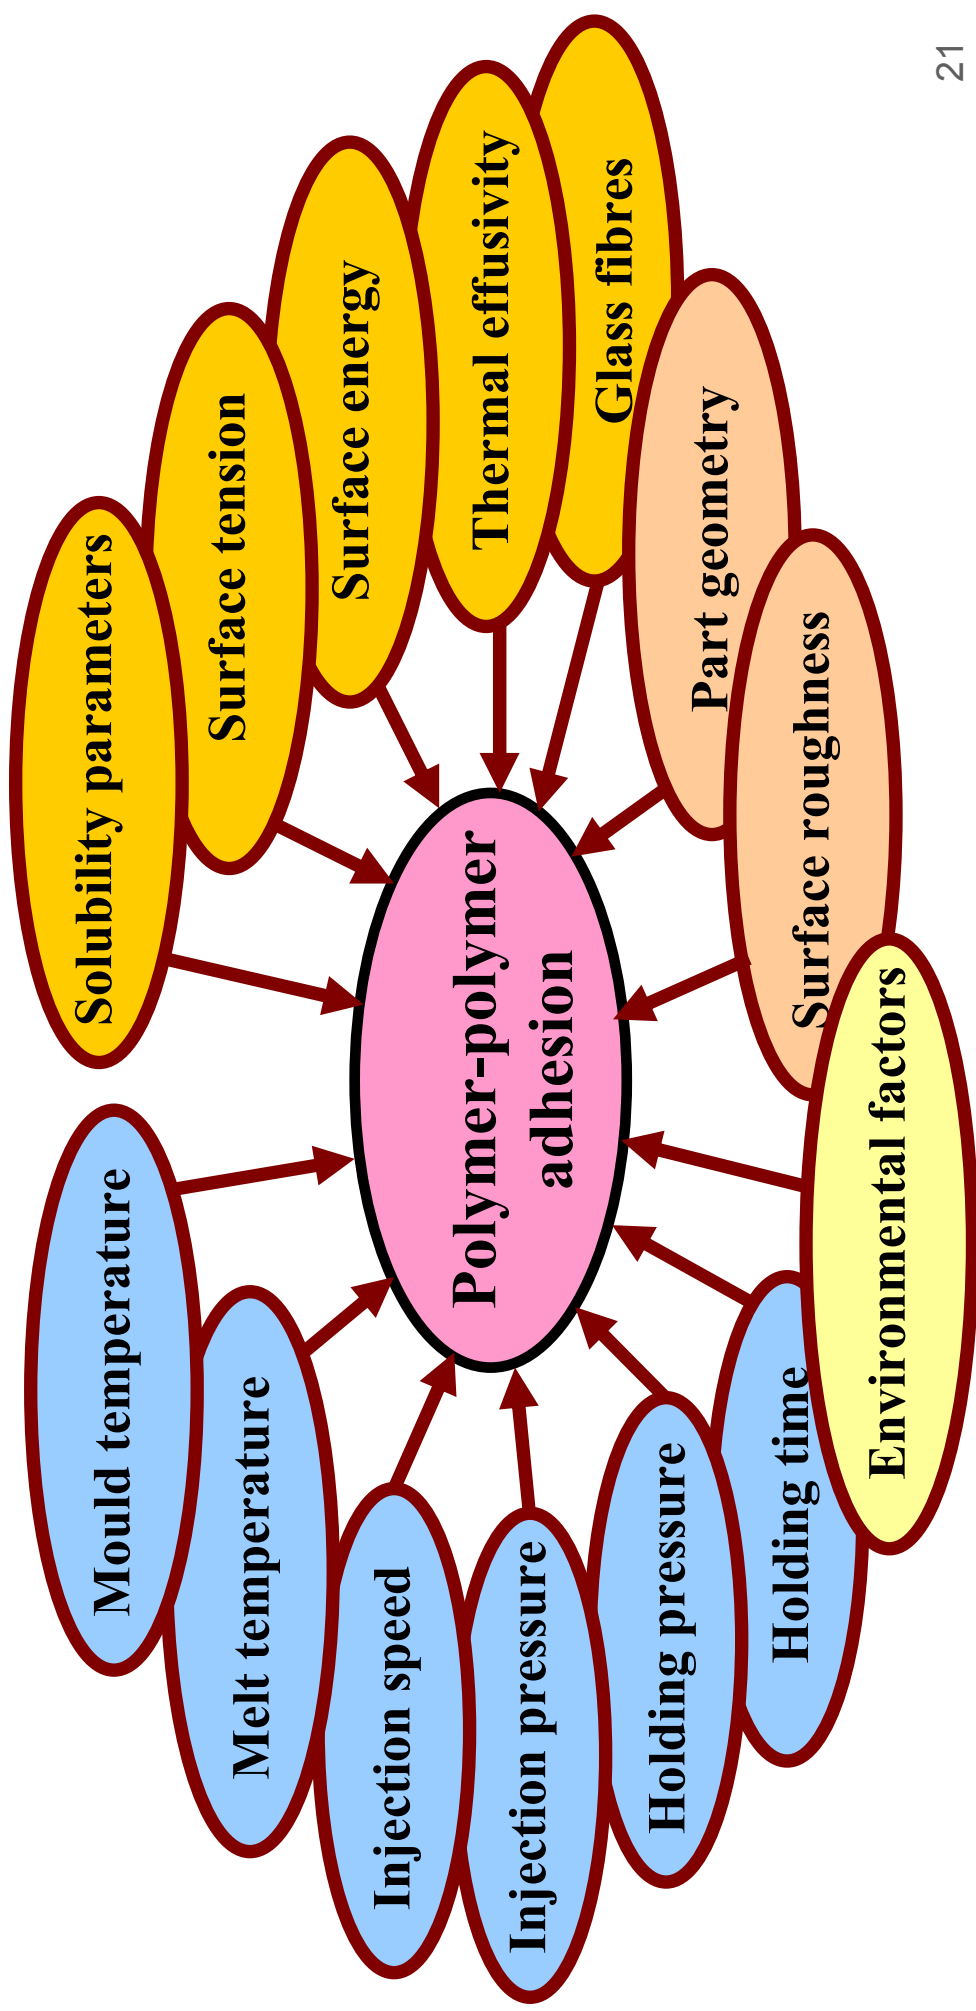 Mould temperature
Solubility parameters
Melt temperature
Surface tension
Injection speed
Surface energy
Polymer-polymer
adhesion
Injection pressure
Thermal effusivity
Holding pressure
Glass fibres
Holding time
Part geometry
Environmental factors
Surface roughness
21